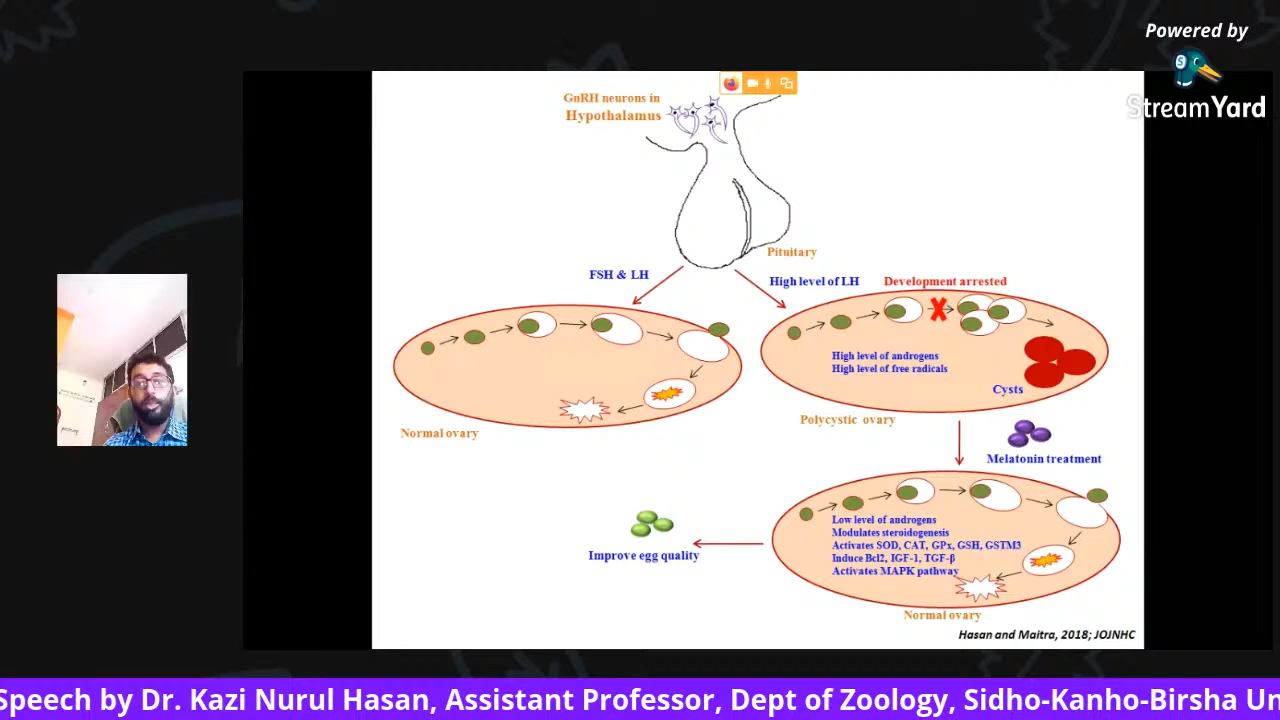 Powered by
StreamYard
GnRH neurons in
Hypothalamus
Pituitary
FSH & LH
High level of LH
Development arrested
High level of androgens
High level of free radicals
Cysts
Normal ovary
Polycystic ovary
Melatonin treatment
Low level of androgens
Modulates steroidogenesis
Activates SOD, CAT, GPx, GSH, GSTM3
Induce Bcl2, IGF-1, TGF-β
Activates MAPK pathway
Improve egg quality
Normal ovary
Hasan and Maitra, 2018; JOJNHC
Speech by Dr. Kazi Nurul Hasan, Assistant Professor, Dept of Zoology, Sidho-Kanho-Birsha Un